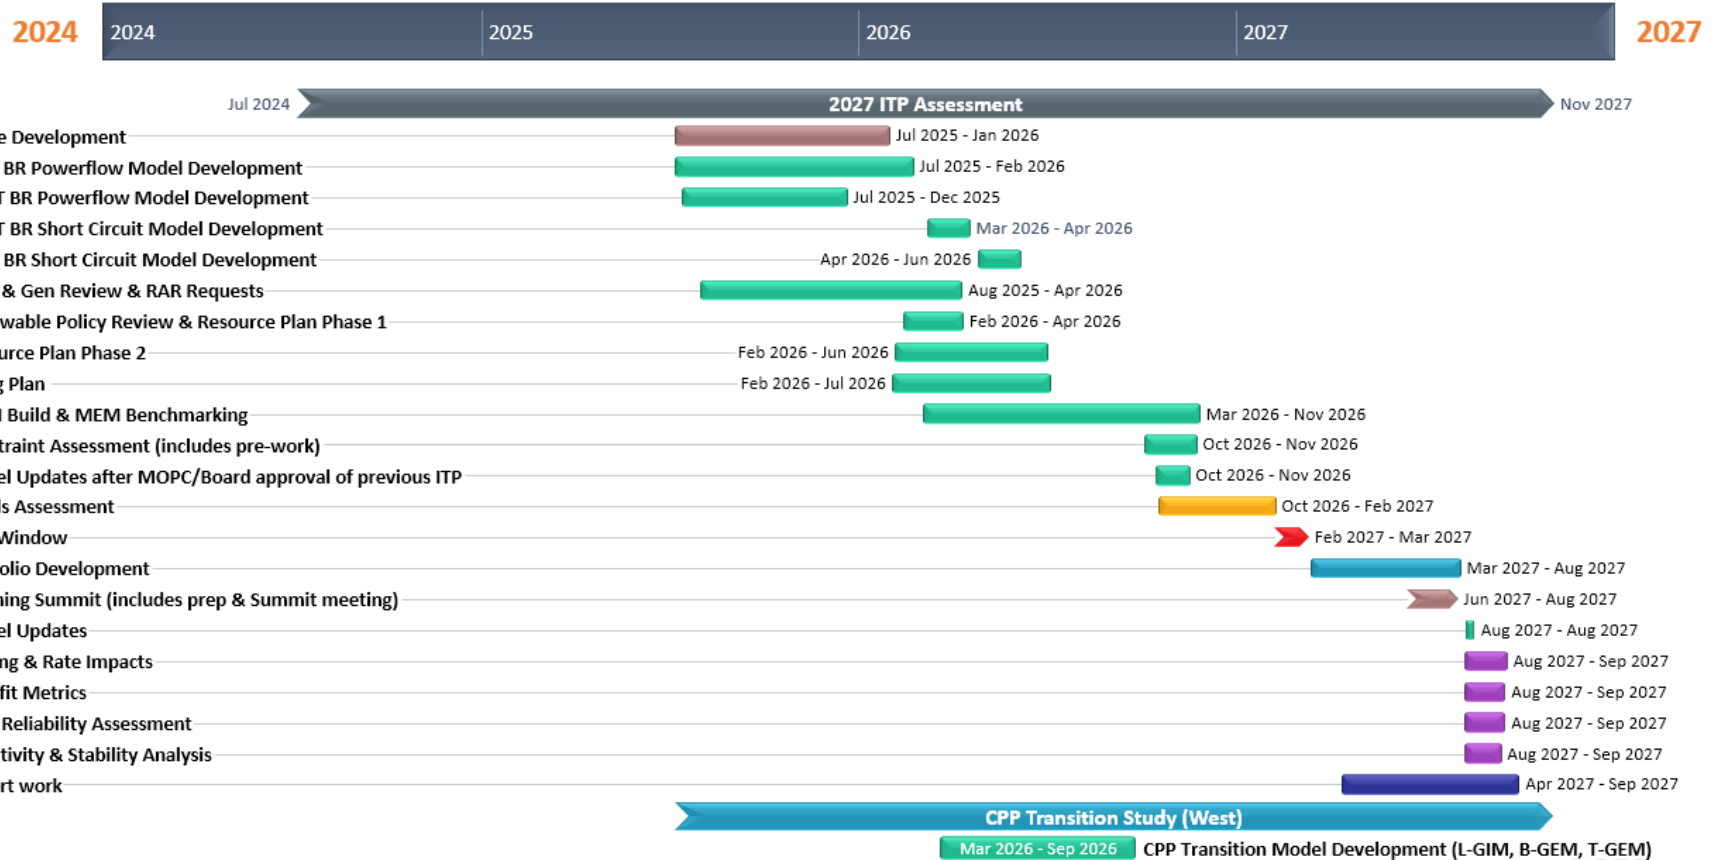 2024 2024 2025 2026 2027 2027
Jul 2024 2027 ITP Assessment Nov 2027
e Development Jul 2025 - Jan 2026
BR Powerflow Model Development Jul 2025 - Feb 2026
T BR Powerflow Model Development Jul 2025 - Dec 2025
T BR Short Circuit Model Development Mar 2026 - Apr 2026
BR Short Circuit Model Development Apr 2026 - Jun 2026
& Gen Review & RAR Requests Aug 2025 - Apr 2026
wable Policy Review & Resource Plan Phase 1 Feb 2026 - Apr 2026
urce Plan Phase 2 Feb 2026 - Jun 2026
g Plan Feb 2026 - Jul 2026
Build & MEM Benchmarking Mar 2026 - Nov 2026
traint Assessment (includes pre-work) Oct 2026 - Nov 2026
el Updates after MOPC/Board approval of previous ITP Oct 2026 - Nov 2026
ls Assessment Oct 2026 - Feb 2027
Window Feb 2027 - Mar 2027
olio Development Mar 2027 - Aug 2027
ning Summit (includes prep & Summit meeting) Jun 2027 - Aug 2027
el Updates Aug 2027 - Aug 2027
ng & Rate Impacts Aug 2027 - Sep 2027
fit Metrics Aug 2027 - Sep 2027
Reliability Assessment Aug 2027 - Sep 2027
tivity & Stability Analysis Aug 2027 - Sep 2027
rt work Apr 2027 - Sep 2027
CPP Transition Study (West)
Mar 2026 - Sep 2026 CPP Transition Model Development (L-GIM, B-GEM, T-GEM)